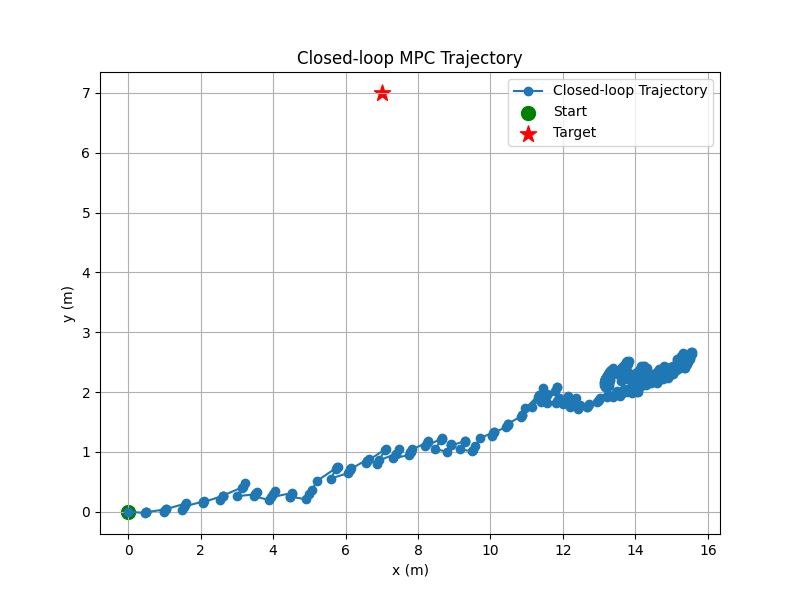 Closed-loop MPC Trajectory
Closed-loop Trajectory
Start
Target
7
6
5
4
3
2
1
0
y (m)
0
2
4
6
8
10
12
14
16
x (m)